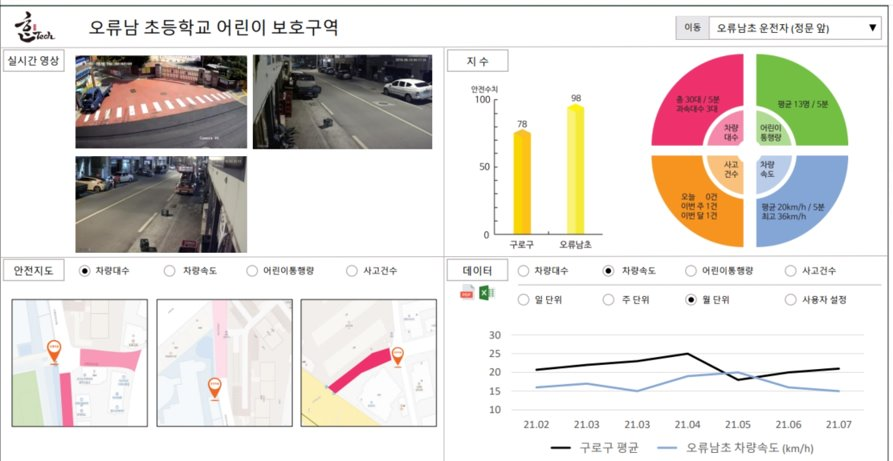 훈 Tech
오류남 초등학교 어린이 보호구역
이동 오류남초 운전자 (정문 앞) ▼
실시간 영상
지 수
안전수치
100
50
0
78
98
구로구 오류남초
총 30대 / 5분
과속대수 3대
차량
대수
평균 13명 / 5분
어린이
통행량
사고
건수
오늘 0건
이번 주 1건
이번 달 1건
차량
속도
평균 20km/h / 5분
최고 36km/h
안전지도 차량대수 차량속도 어린이통행량 사고건수
데이터 차량대수 차량속도 어린이통행량 사고건수
PDF X 일 단위 주 단위 월 단위 사용자 설정
30
25
20
15
10
21.02 21.03 21.03 21.04 21.05 21.06 21.07
구로구 평균 오류남초 차량속도 (km/h)